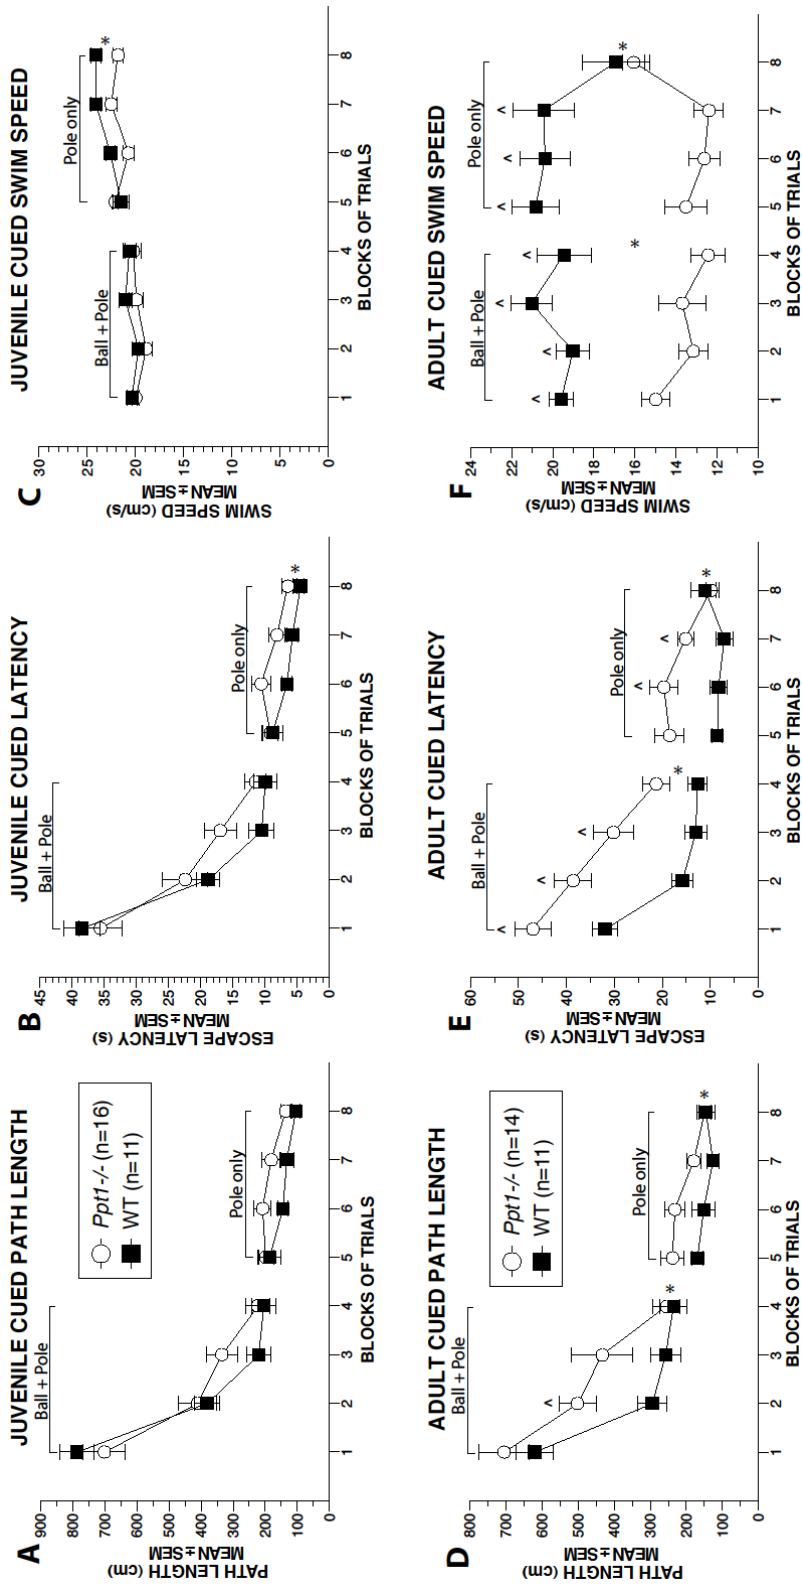 A
JUVENILE CUED PATH LENGTH
PATH LENGTH (cm)
MEAN ± SEM
900
800
700
600
500
400
300
200
100
0
Ball + Pole
Pole only
Ppt1-/- (n=16)
WT (n=11)
1 2 3 4 5 6 7 8
BLOCKS OF TRIALS
B
JUVENILE CUED LATENCY
ESCAPE LATENCY (s)
MEAN ± SEM
45
40
35
30
25
20
15
10
5
0
Ball + Pole
Pole only
*
1 2 3 4 5 6 7 8
BLOCKS OF TRIALS
C
JUVENILE CUED SWIM SPEED
SWIM SPEED (cm/s)
MEAN ± SEM
30
25
20
15
10
5
0
Ball + Pole
Pole only
*
1 2 3 4 5 6 7 8
BLOCKS OF TRIALS
D
ADULT CUED PATH LENGTH
PATH LENGTH (cm)
MEAN ± SEM
800
700
600
500
400
300
200
100
0
Ball + Pole
Pole only
^
*
*
Ppt1-/- (n=14)
WT (n=11)
1 2 3 4 5 6 7 8
BLOCKS OF TRIALS
E
ADULT CUED LATENCY
ESCAPE LATENCY (s)
MEAN ± SEM
60
50
40
30
20
10
0
Ball + Pole
Pole only
^ ^ ^ * ^ ^ *
1 2 3 4 5 6 7 8
BLOCKS OF TRIALS
F
ADULT CUED SWIM SPEED
SWIM SPEED (cm/s)
MEAN ± SEM
24
22
20
18
16
14
12
10
Ball + Pole
Pole only
^ ^ ^ ^ * ^ ^ ^ *
1 2 3 4 5 6 7 8
BLOCKS OF TRIALS